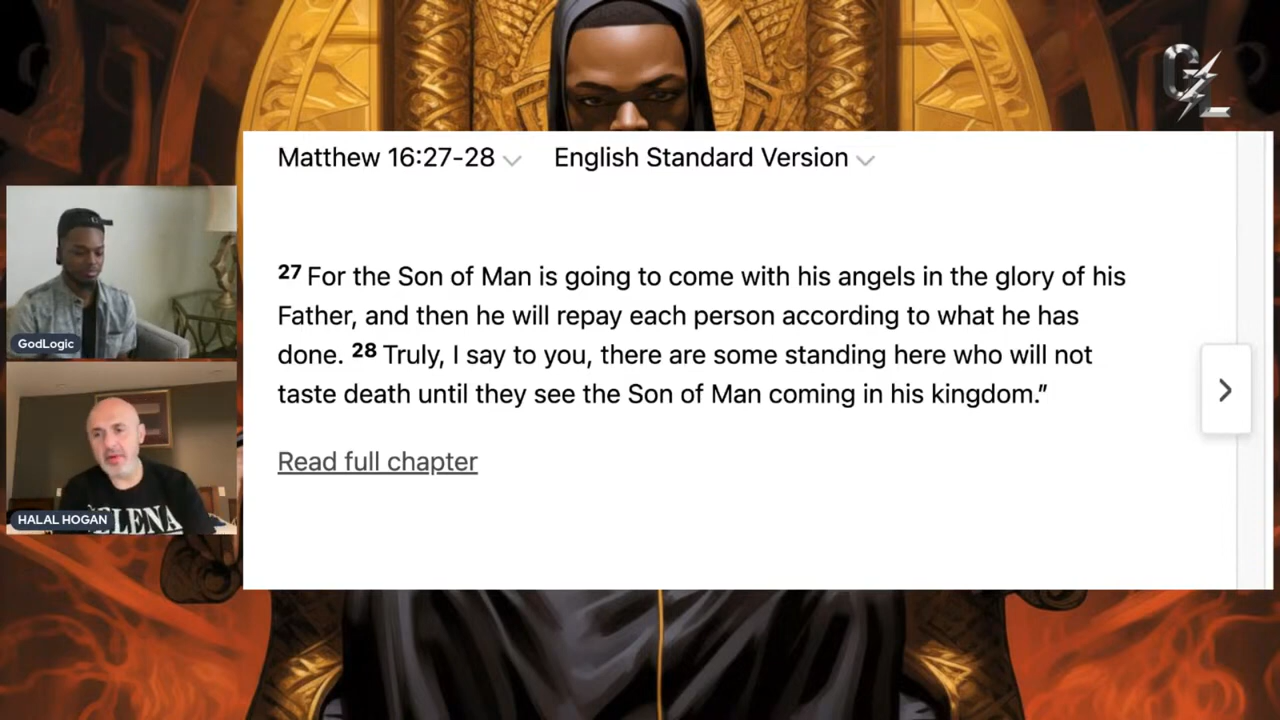 GL
Matthew 16:27-28 English Standard Version
27 For the Son of Man is going to come with his angels in the glory of his
Father, and then he will repay each person according to what he has
done. 28 Truly, I say to you, there are some standing here who will not
taste death until they see the Son of Man coming in his kingdom.”
Read full chapter
GodLogic
ELENA
HALAL HOGAN